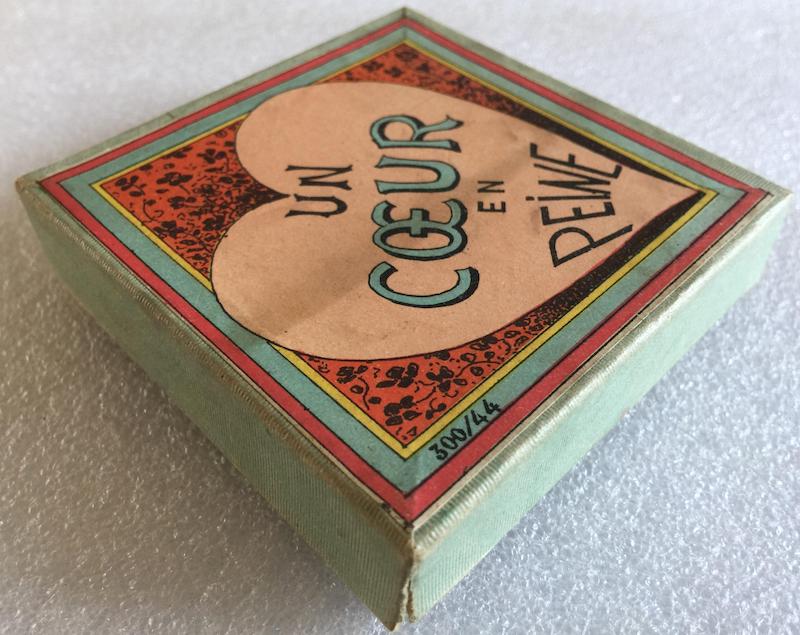 UN
CŒUR
EN
PEINE
300/44